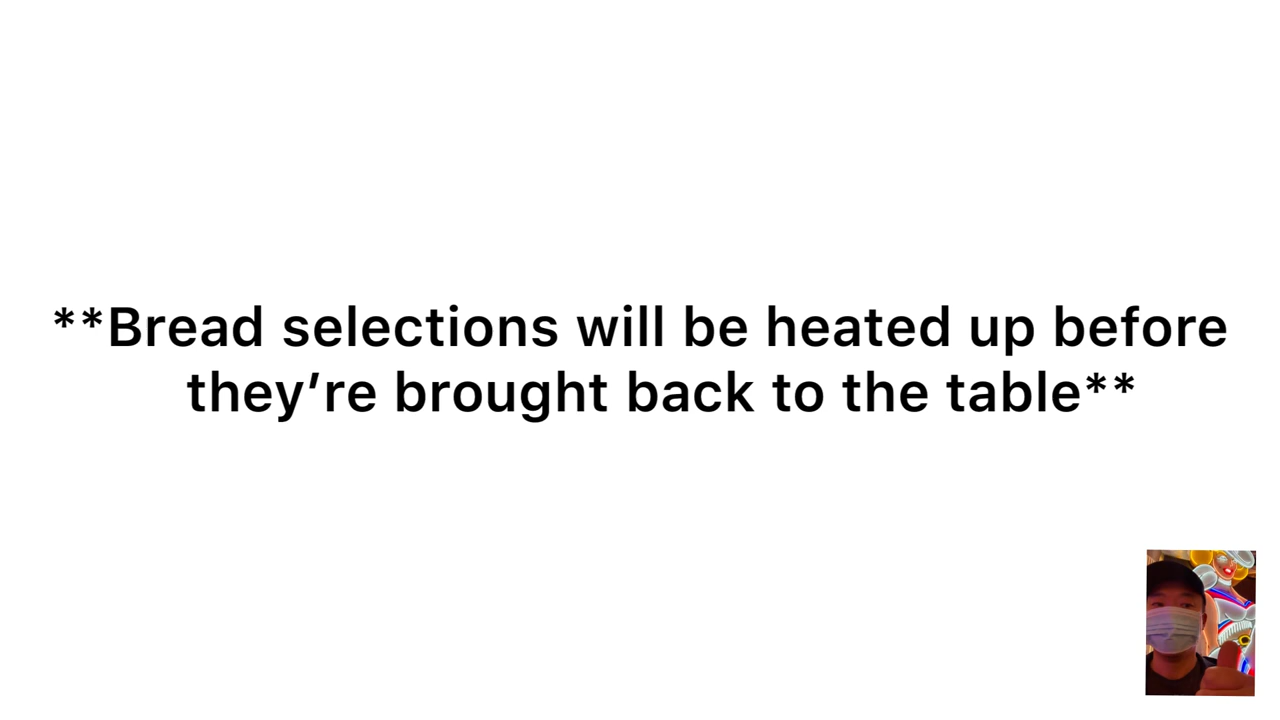 **Bread selections will be heated up before
they’re brought back to the table**